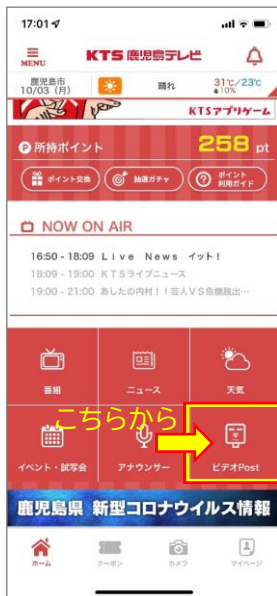 17:01
MENU
KTS 鹿児島テレビ
鹿児島市
10/03 (月)
晴れ
31℃/23℃
10%
KTSアプリゲーム
P 所持ポイント
258 pt
ポイント交換
抽選ガチャ
ポイント
利用ガイド
NOW ON AIR
16:50 - 18:09 Live News イット!
18:09 - 19:00 KTSライブニュース
19:00 - 21:00 あしたの内村!!芸人VS危機脱出…
番組
ニュース
天気
こちらから
イベント・試写会
アナウンサー
ビデオPost
鹿児島県 新型コロナウイルス情報
ホーム
クーポン
カメラ
マイページ